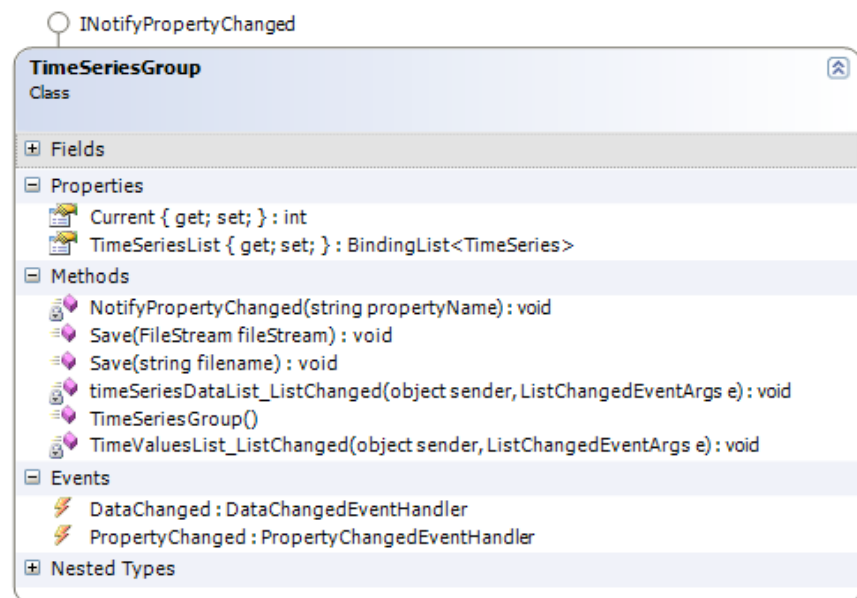 INotifyPropertyChanged
TimeSeriesGroup
Class
Fields
Properties
Current { get; set; } : int
TimeSeriesList { get; set; } : BindingList<TimeSeries>
Methods
NotifyPropertyChanged(string propertyName) : void
Save(FileStream fileStream) : void
Save(string filename) : void
timeSeriesDataList_ListChanged(object sender, ListChangedEventArgs e) : void
TimeSeriesGroup()
TimeValuesList_ListChanged(object sender, ListChangedEventArgs e) : void
Events
DataChanged : DataChangedEventHandler
PropertyChanged : PropertyChangedEventHandler
Nested Types